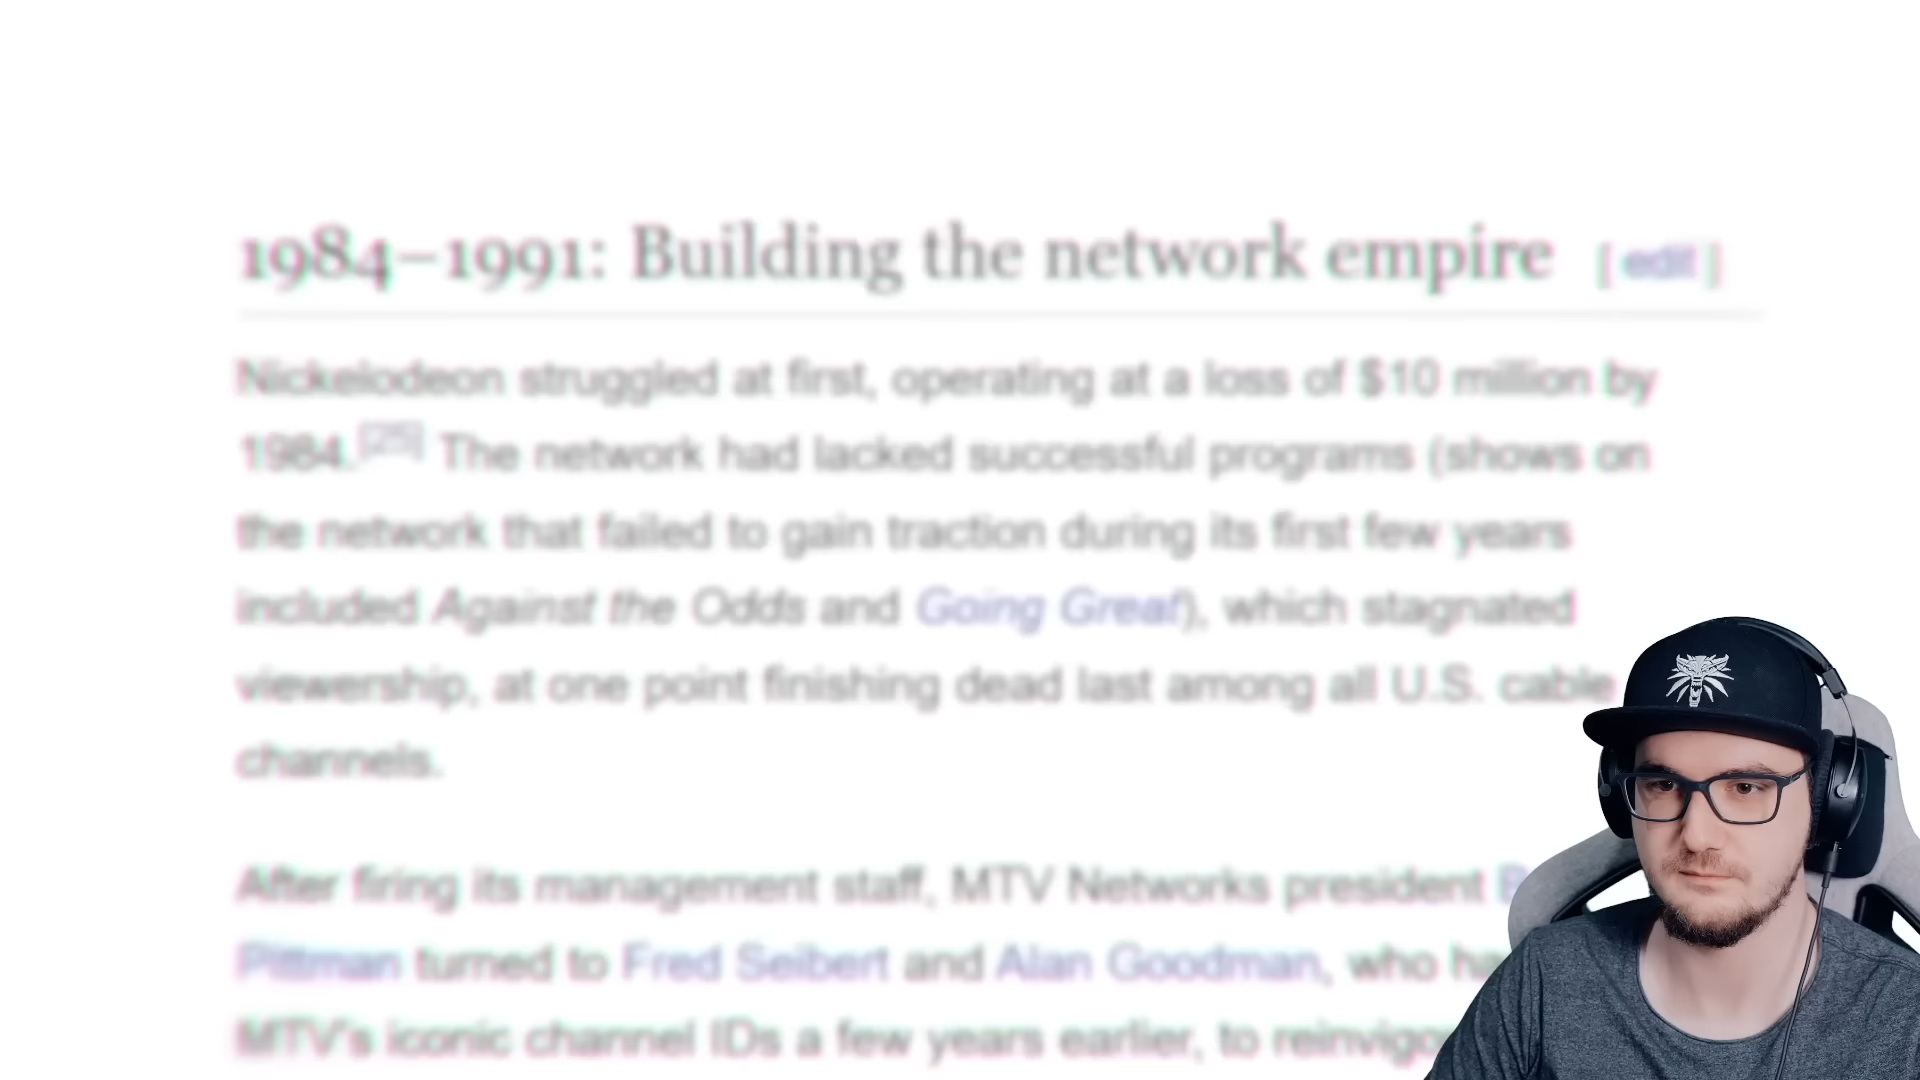 1984–1991: Building the network empire [ edit ]
Nickelodeon struggled at first, operating at a loss of $10 million by
1984.[25] The network had lacked successful programs (shows on
the network that failed to gain traction during its first few years
included Against the Odds and Going Great), which stagnated
viewership, at one point finishing dead last among all U.S. cable
channels.
After firing its management staff, MTV Networks president
Pittman turned to Fred Seibert and Alan Goodman, who
MTV's iconic channel IDs a few years earlier, to